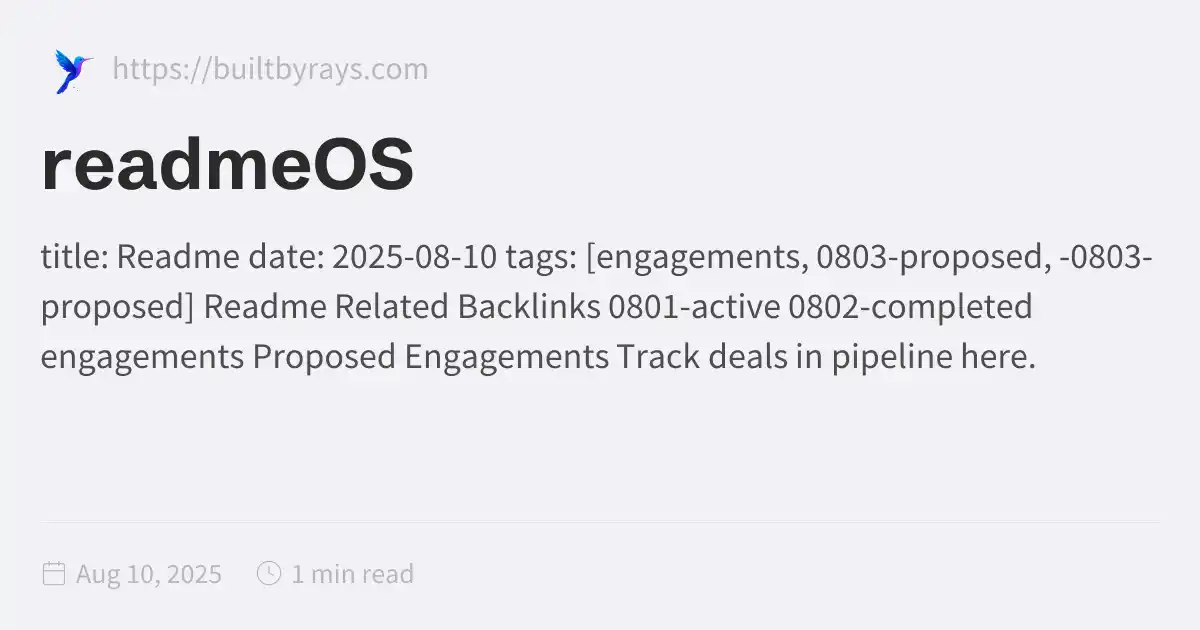 https://builtbyrays.com
readmeOS
title: Readme date: 2025-08-10 tags: [engagements, 0803-proposed, -0803-
proposed] Readme Related Backlinks 0801-active 0802-completed
engagements Proposed Engagements Track deals in pipeline here.
Aug 10, 2025 1 min read